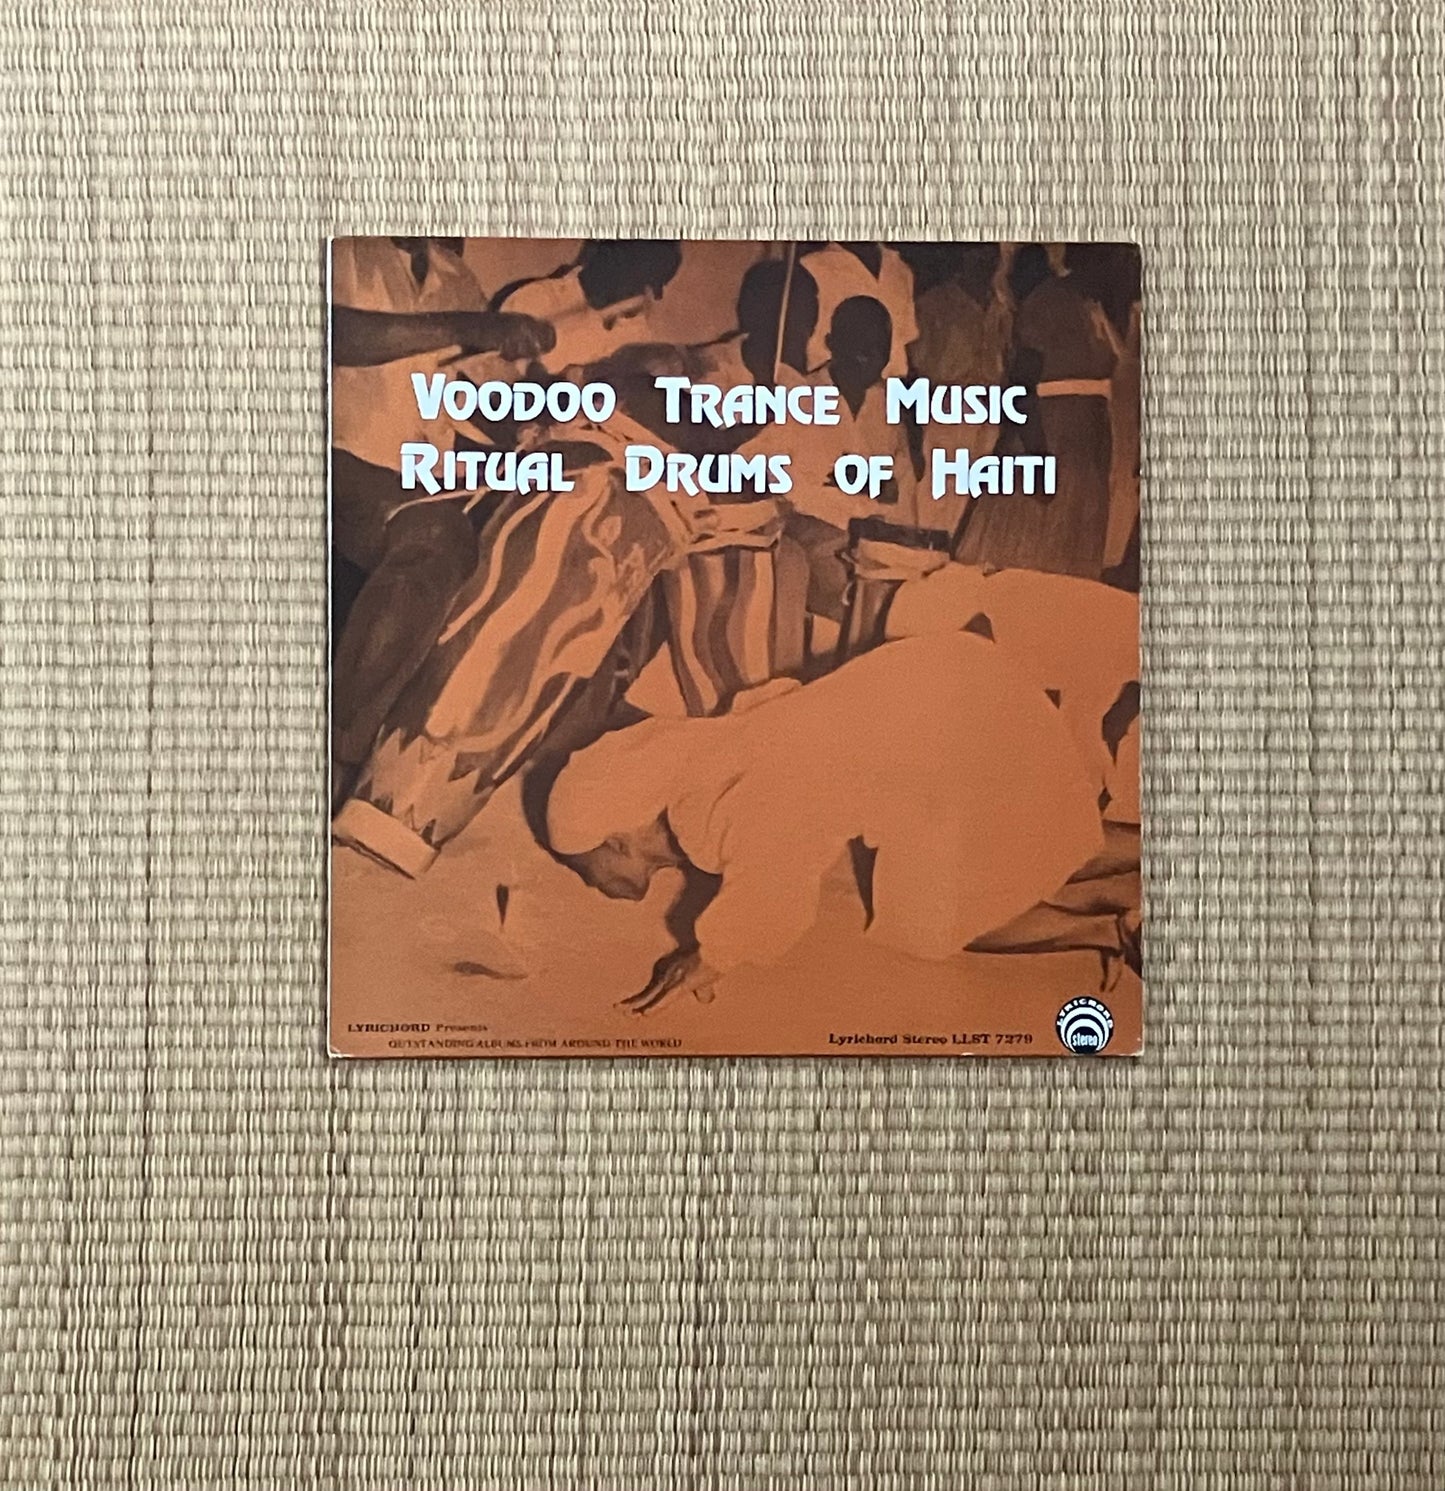 VOODOO TRANCE MUSIC
RITUAL DRUMS OF HAITI
LYRICHORD Presents
OUTSTANDING ALBUMS FROM AROUND THE WORLD
Lyrichord Stereo LLST 7279
LYRICHORD
stereo